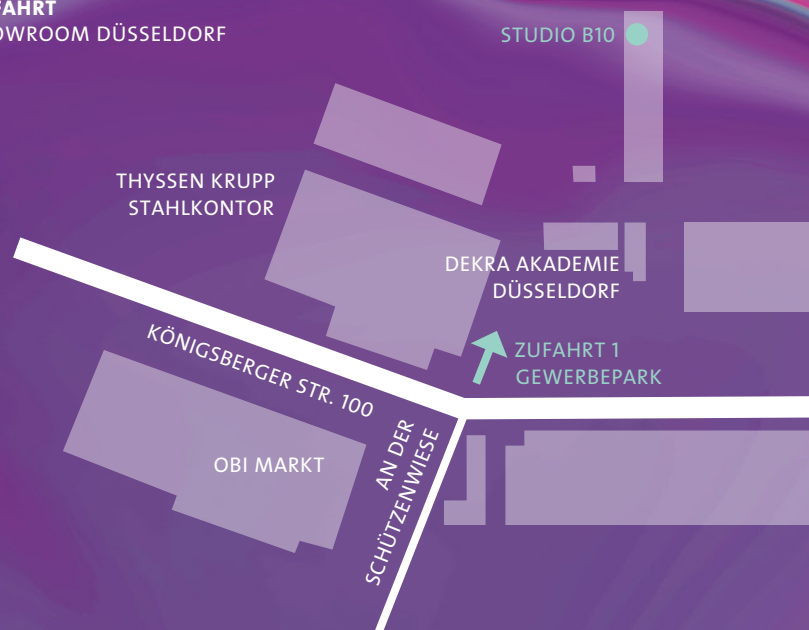 FAHRT
OWROOM DÜSSELDORF
STUDIO B10
THYSSEN KRUPP
STAHLKONTOR
DEKRA AKADEMIE
DÜSSELDORF
ZUFAHRT 1
GEWERBEPARK
KÖNIGSBERGER STR. 100
AN DER
SCHÜTZENWIESE
OBI MARKT